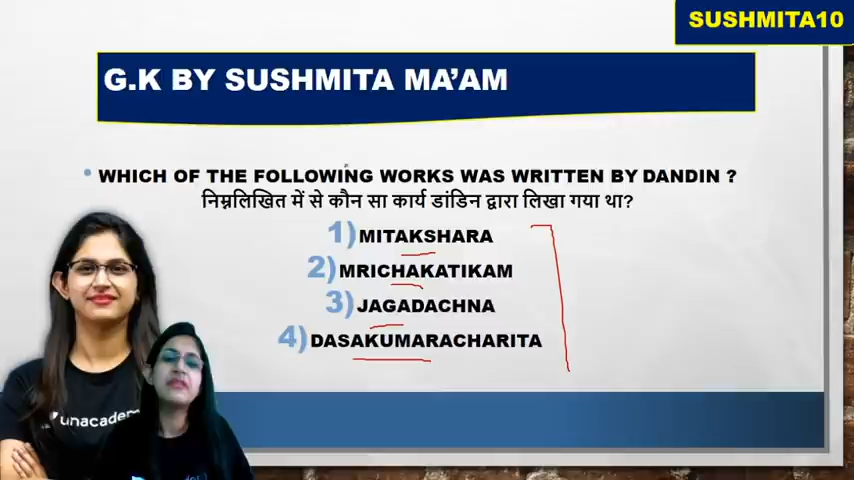 SUSHMITA10
G.K BY SUSHMITA MA'AM
• WHICH OF THE FOLLOWING WORKS WAS WRITTEN BY DANDIN ?
निम्नलिखित में से कौन सा कार्य डांडिन द्वारा लिखा गया था?
1) MITAKSHARA
2) MRICHAKATIKAM
3) JAGADACHNA
4) DASAKUMARACHARITA
unacadem